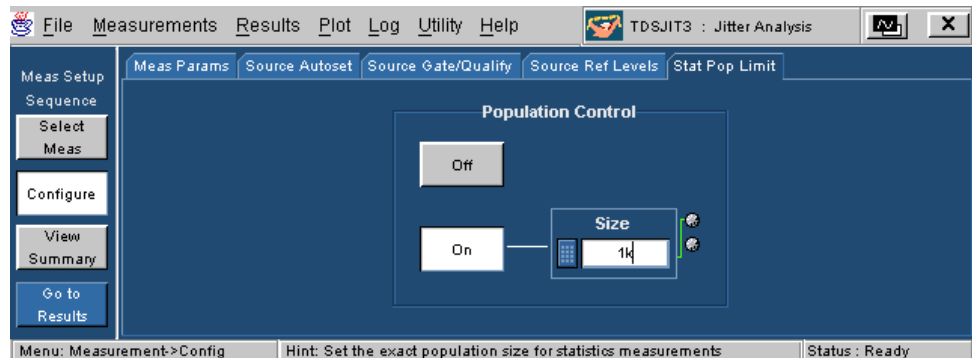 File Measurements Results Plot Log Utility Help TDSJIT3 : Jitter Analysis X
Meas Setup
Sequence
Select
Meas
Configure
View
Summary
Go to
Results
Meas Params Source Autoset Source Gate/Qualify Source Ref Levels Stat Pop Limit
Population Control
Off
On
Size
1k
Menu: Measurement->Config Hint: Set the exact population size for statistics measurements Status : Ready